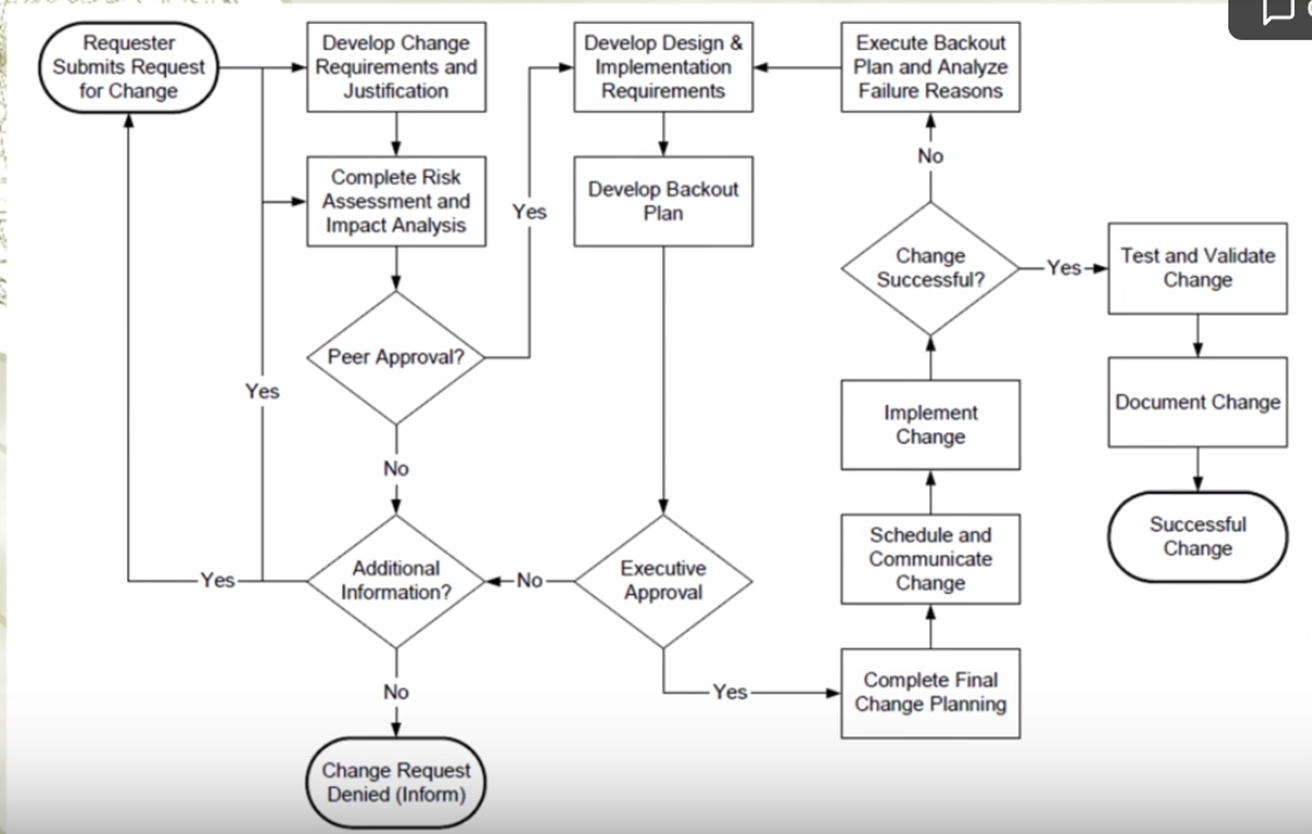 Requester
Submits Request
for Change
Develop Change
Requirements and
Justification
Develop Design &
Implementation
Requirements
Execute Backout
Plan and Analyze
Failure Reasons
No
Complete Risk
Assessment and
Impact Analysis
Yes
Develop Backout
Plan
Change
Successful?
Yes
Test and Validate
Change
Peer Approval?
Yes
Implement
Change
Document Change
No
Schedule and
Communicate
Change
Successful
Change
Yes
Additional
Information?
No
Executive
Approval
No
Yes
Complete Final
Change Planning
Change Request
Denied (Inform)